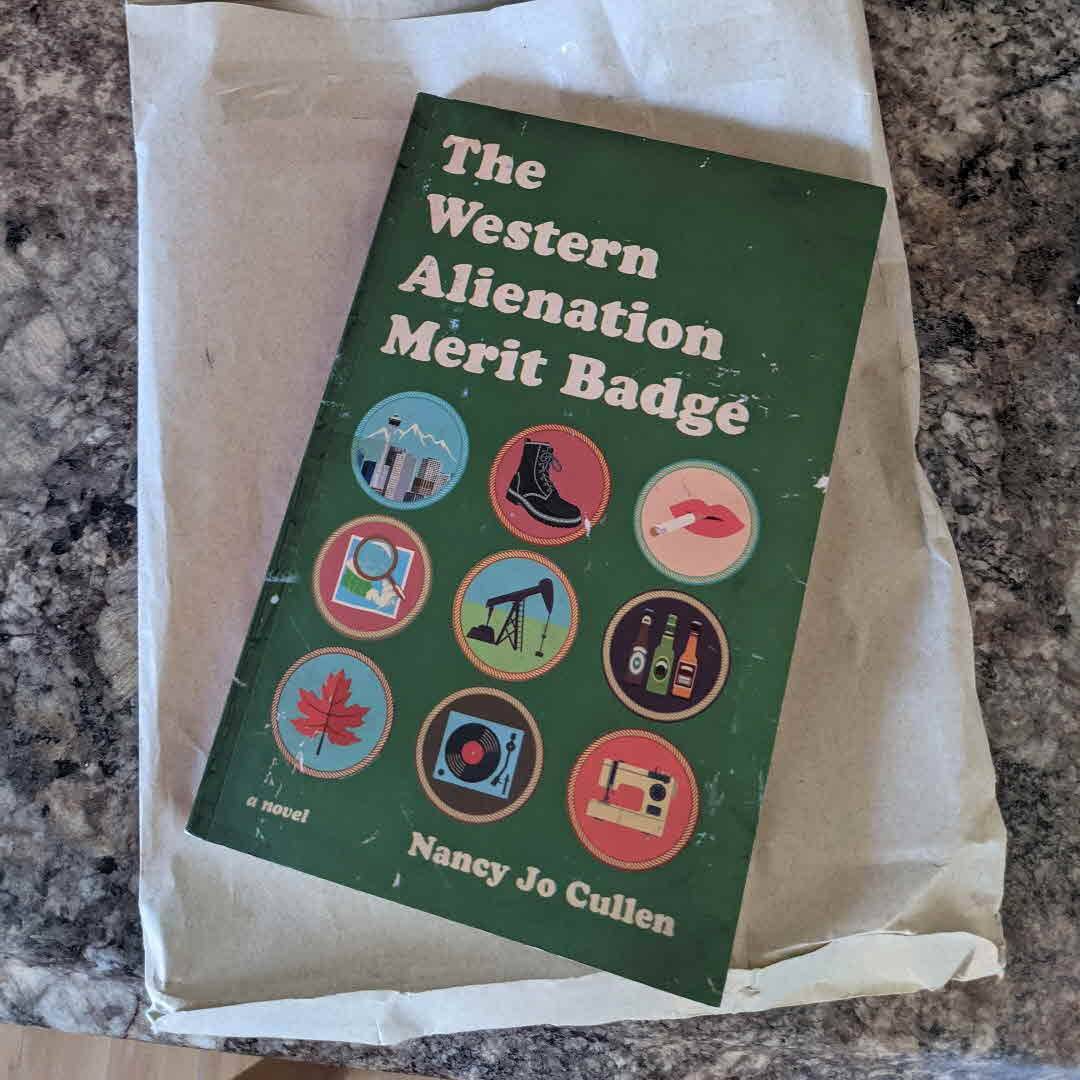 The
Western
Alienation
Merit Badge
a novel
Nancy Jo Cullen